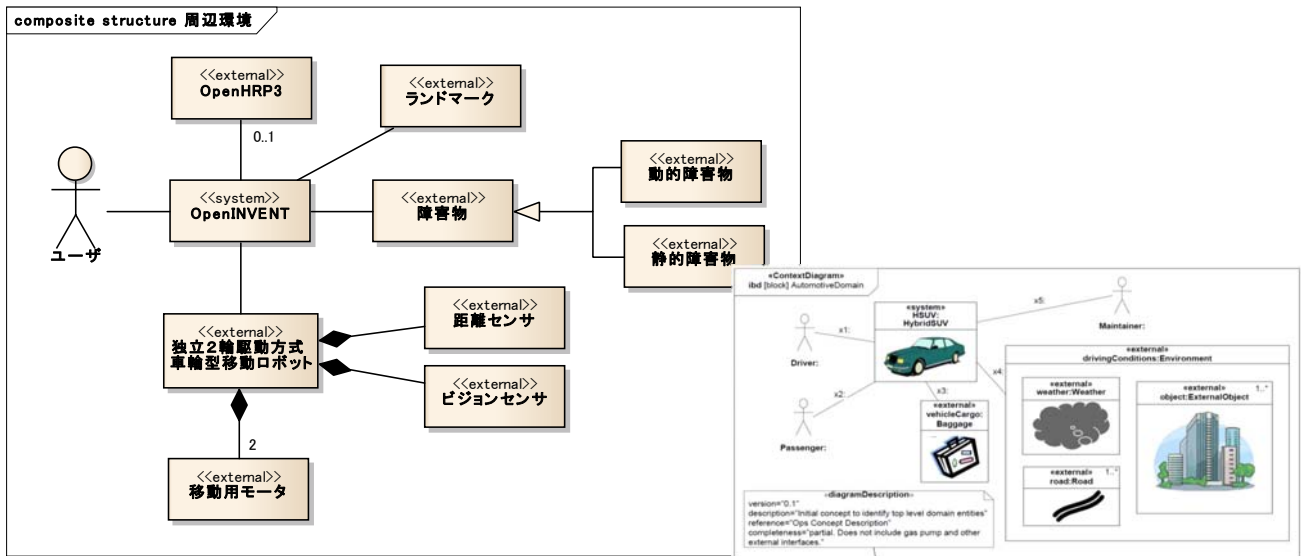 composite structure 周辺環境
<<external>>
OpenHRP3
<<external>>
ランドマーク
0..1
<<external>>
動的障害物
<<system>>
OpenINVENT
<<external>>
障害物
ユーザ
<<external>>
静的障害物
<<external>>
独立2輪駆動方式
車輪型移動ロボット
<<external>>
距離センサ
<<external>>
ビジョンセンサ
2
<<external>>
移動用モータ
«ContextDiagram»
ibd [block] AutomotiveDomain
«system»
HSUV:
HybridSUV
x5:
Maintainer:
x1:
Driver:
«external»
drivingConditions:Environment
x4:
x2:
x3:
«external»
weather:Weather
«external»
1..*
object:ExternalObject
«external»
vehicleCargo:
Baggage
Passenger:
«external»
1..*
road:Road
«diagramDescription»
version="0.1"
description="Initial concept to identify top level domain entities"
reference="Ops Concept Description"
completeness="partial. Does not include gas pump and other
external interfaces."